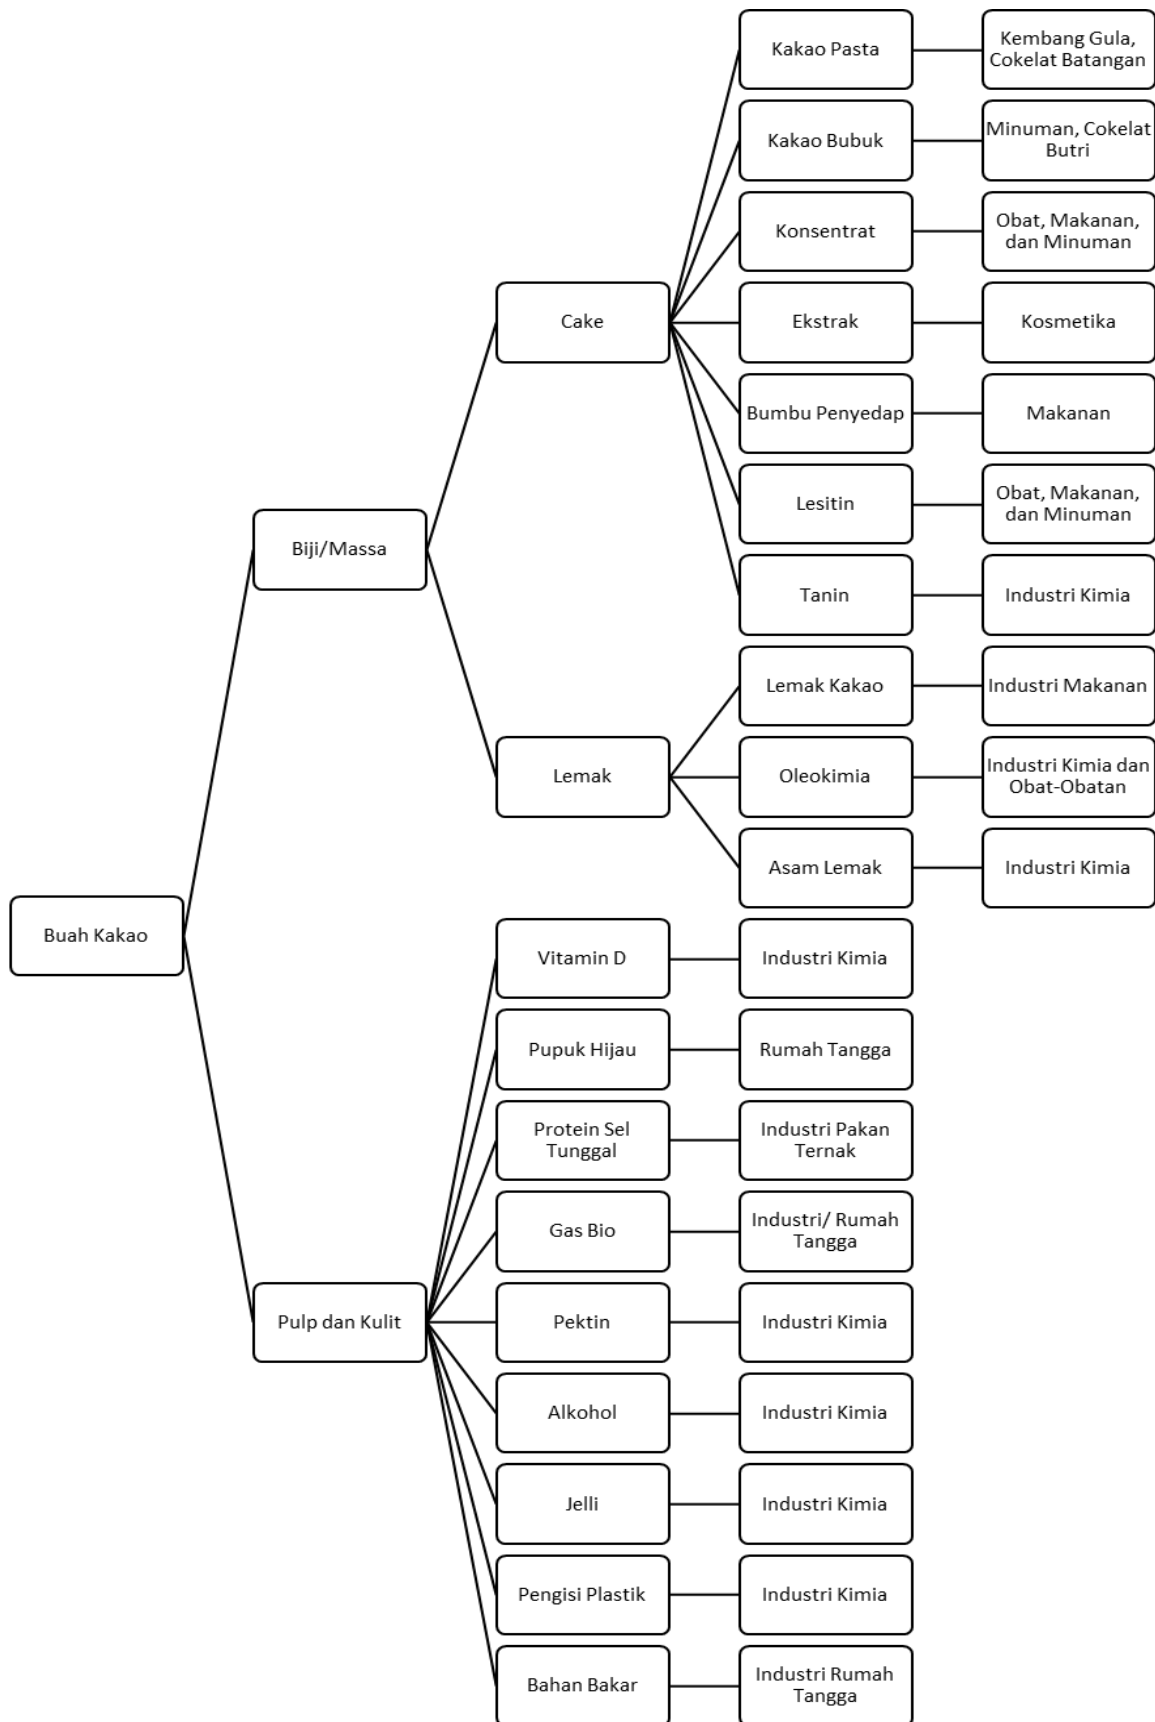 Kakao Pasta
Kembang Gula,
Cokelat Batangan
Kakao Bubuk
Minuman, Cokelat
Butri
Konsentrat
Obat, Makanan,
dan Minuman
Cake
Ekstrak
Kosmetika
Bumbu Penyedap
Makanan
Lesitin
Obat, Makanan,
dan Minuman
Biji/Massa
Tanin
Industri Kimia
Lemak Kakao
Industri Makanan
Lemak
Oleokimia
Industri Kimia dan
Obat-Obatan
Asam Lemak
Industri Kimia
Buah Kakao
Vitamin D
Industri Kimia
Pupuk Hijau
Rumah Tangga
Protein Sel
Tunggal
Industri Pakan
Ternak
Gas Bio
Industri/ Rumah
Tangga
Pulp dan Kulit
Pektin
Industri Kimia
Alkohol
Industri Kimia
Jelli
Industri Kimia
Pengisi Plastik
Industri Kimia
Bahan Bakar
Industri Rumah
Tangga